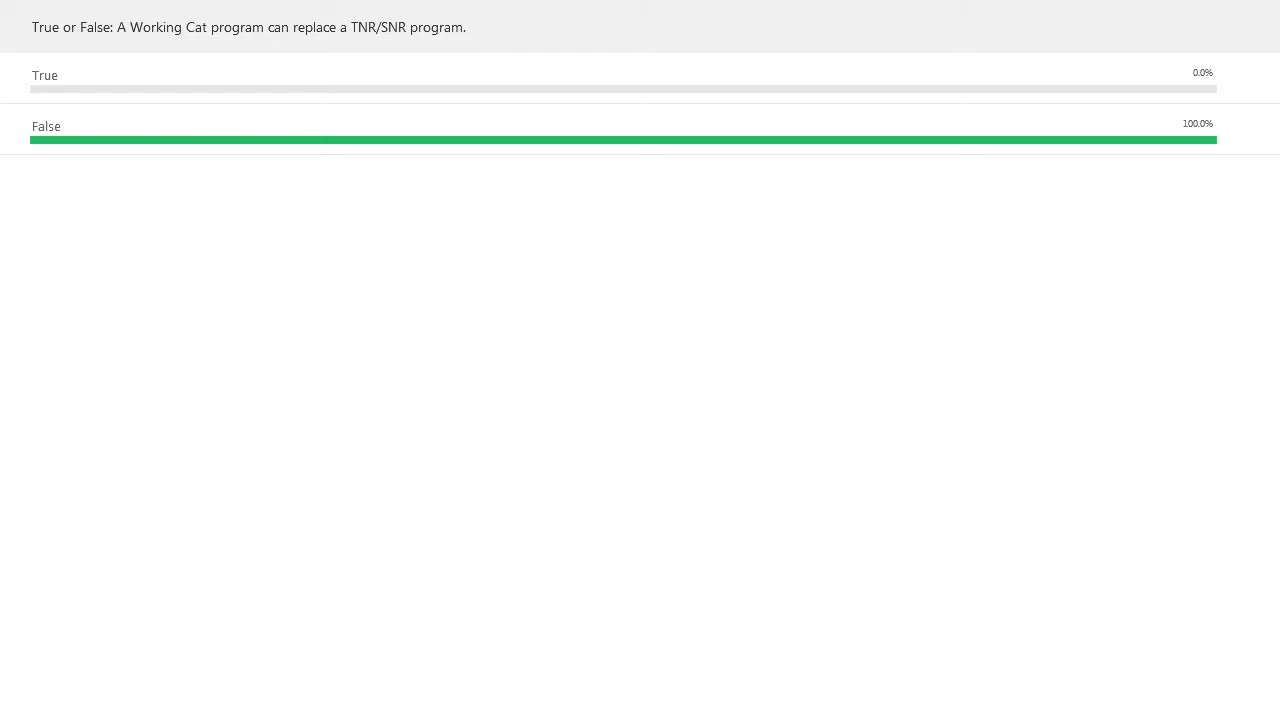 True or False: A Working Cat program can replace a TNR/SNR program.
True
0.0%
False
100.0%